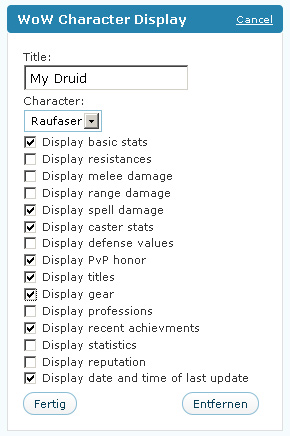 WoW Character Display Cancel
Title:
My Druid
Character:
Raufaser
Display basic stats
Display resistances
Display melee damage
Display range damage
Display spell damage
Display caster stats
Display defense values
Display PvP honor
Display titles
Display gear
Display professions
Display recent achievments
Display statistics
Display reputation
Display date and time of last update
Fertig Entfernen